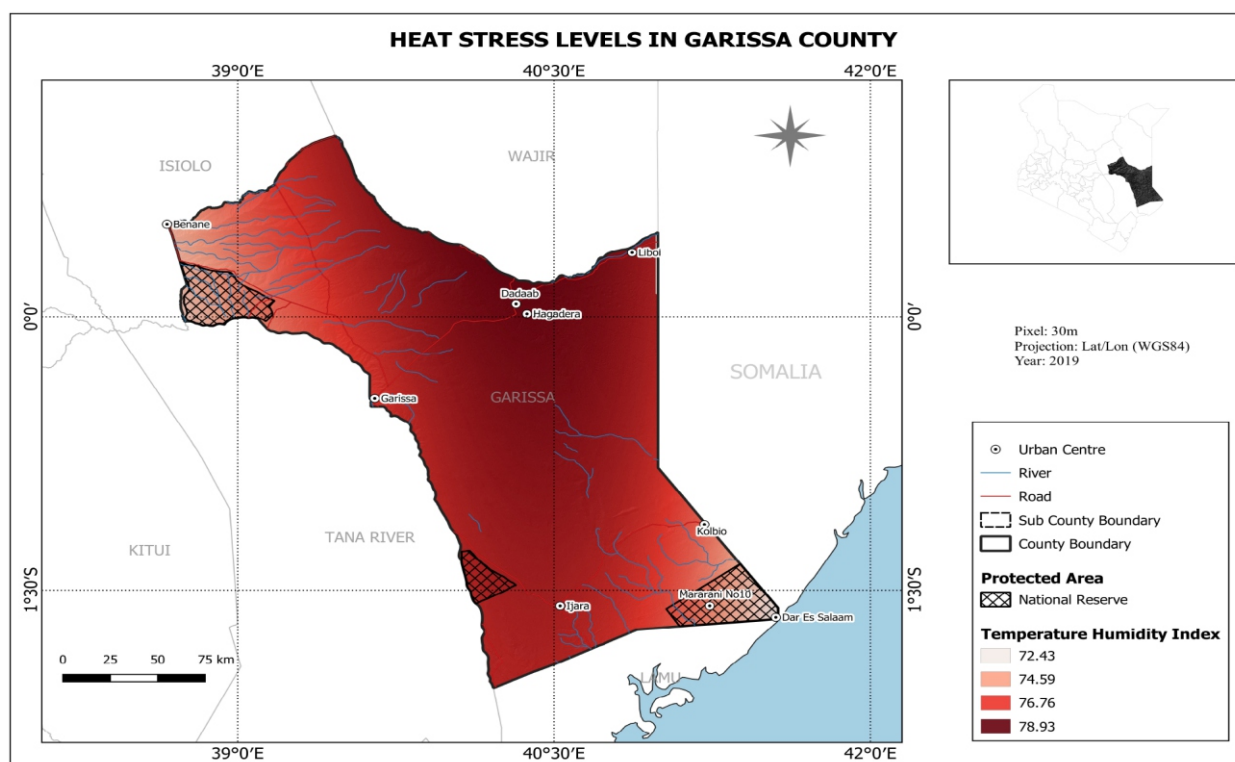 HEAT STRESS LEVELS IN GARISSA COUNTY
39°0′E
40°30′E
42°0′E
ISIOLO
WAJIR
Benane
Liboi
Dadaab
Hagadera
0°0′
0°0′
SOMALIA
Garissa
GARISSA
Kolbio
TANA RIVER
KITUI
1°30′S
1°30′S
Mararani No10
Ijara
Dar Es Salaam
LAMU
0 25 50 75 km
39°0′E
40°30′E
42°0′E
Pixel: 30m
Projection: Lat/Lon (WGS84)
Year: 2019
Urban Centre
River
Road
Sub County Boundary
County Boundary
Protected Area
National Reserve
Temperature Humidity Index
72.43
74.59
76.76
78.93